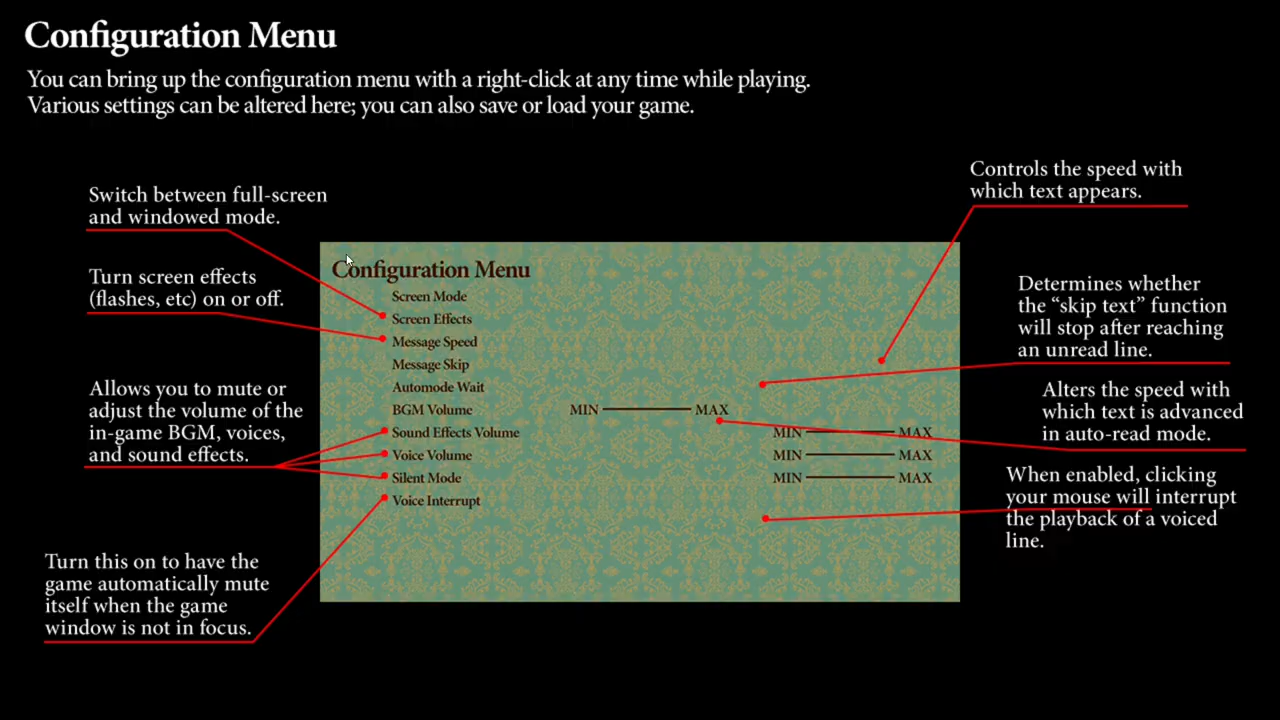 Configuration Menu
You can bring up the configuration menu with a right-click at any time while playing.
Various settings can be altered here; you can also save or load your game.
Switch between full-screen
and windowed mode.
Turn screen effects
(flashes, etc) on or off.
Allows you to mute or
adjust the volume of the
in-game BGM, voices,
and sound effects.
Turn this on to have the
game automatically mute
itself when the game
window is not in focus.
Configuration Menu
Screen Mode
Screen Effects
Message Speed
Message Skip
Automode Wait
BGM Volume MIN MAX
Sound Effects Volume MIN MAX
Voice Volume MIN MAX
Silent Mode MIN MAX
Voice Interrupt
Controls the speed with
which text appears.
Determines whether
the “skip text” function
will stop after reaching
an unread line.
Alters the speed with
which text is advanced
in auto-read mode.
When enabled, clicking
your mouse will interrupt
the playback of a voiced
line.